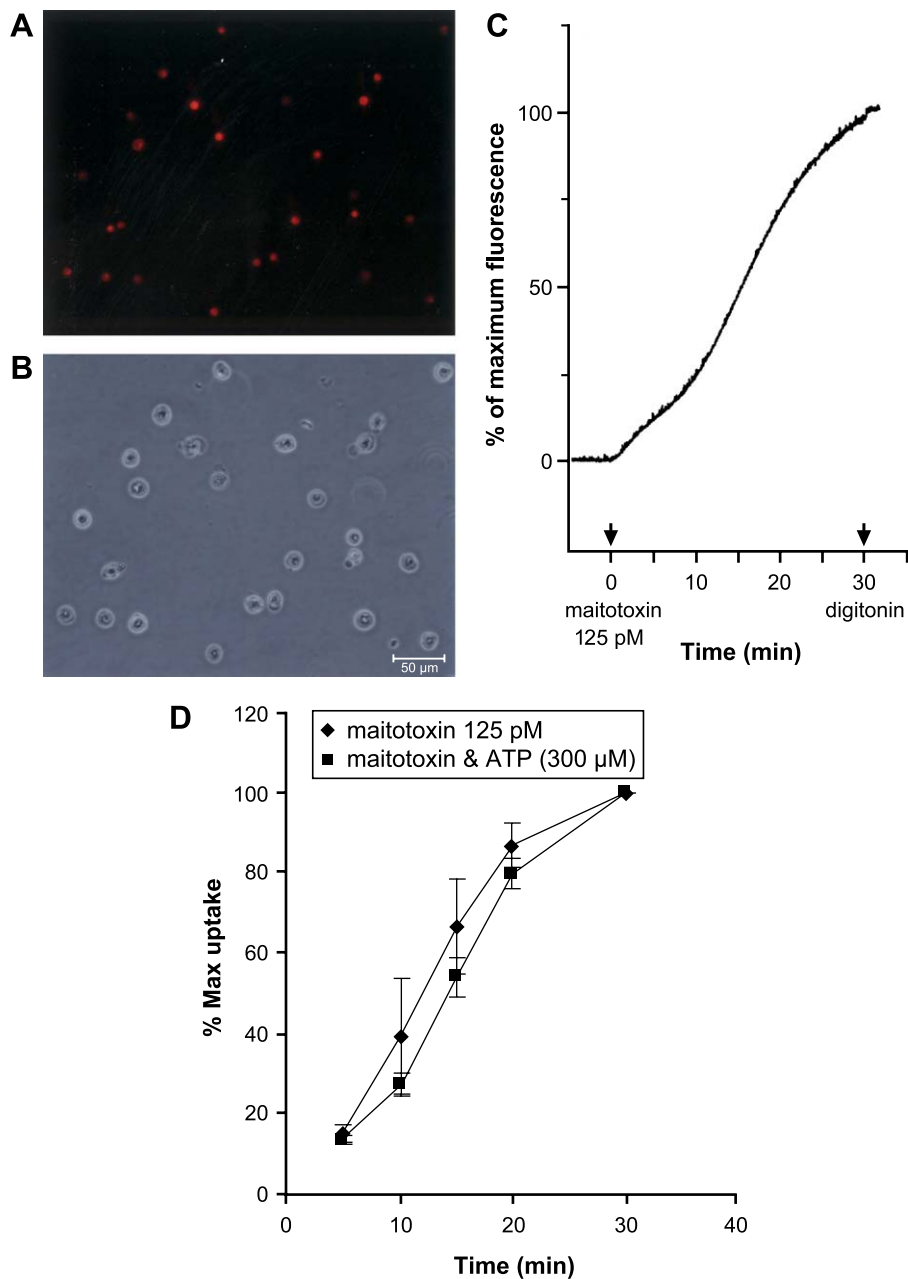 A
B
50 µm
C
% of maximum fluorescence
100
50
0
0
10
20
30
maitotoxin
125 pM
digitonin
Time (min)
D
maitotoxin 125 pM
maitotoxin & ATP (300 µM)
% Max uptake
120
100
80
60
40
20
0
0
10
20
30
40
Time (min)